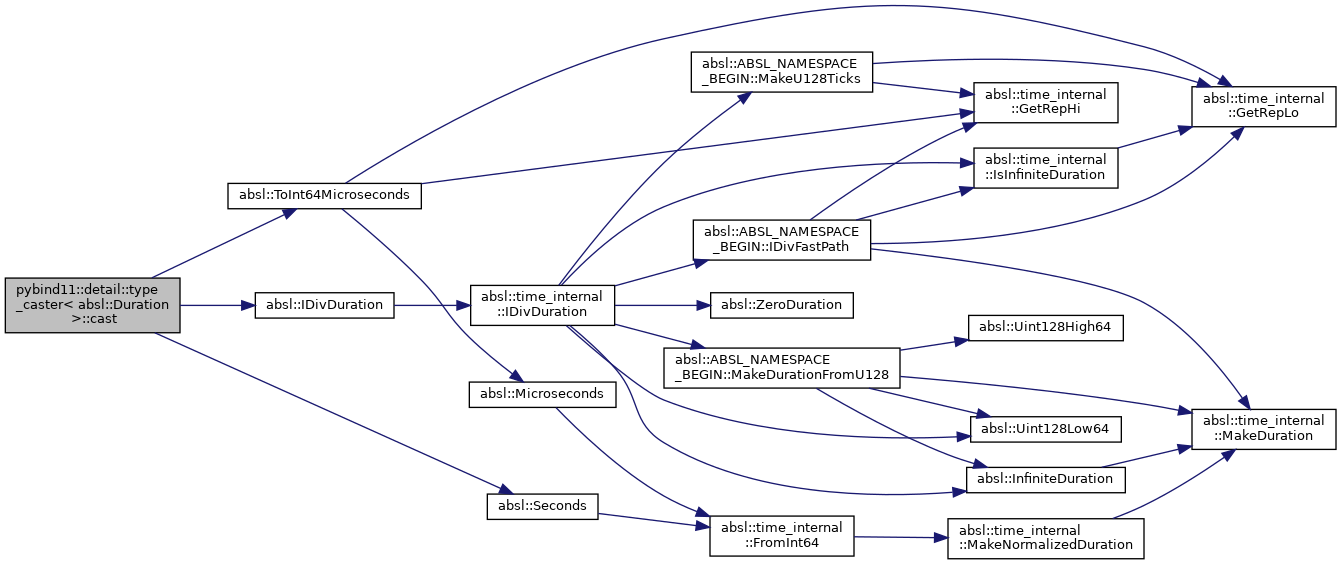 pybind11::detail::type
_caster< absl::Duration
>::cast
absl::ToInt64Microseconds
absl::IDivDuration
absl::time_internal
::IDivDuration
absl::Microseconds
absl::Seconds
absl::ABSL_NAMESPACE
_BEGIN::MakeU128Ticks
absl::ABSL_NAMESPACE
_BEGIN::IDivFastPath
absl::ZeroDuration
absl::ABSL_NAMESPACE
_BEGIN::MakeDurationFromU128
absl::time_internal
::FromInt64
absl::time_internal
::GetRepHi
absl::time_internal
::IsInfiniteDuration
absl::Uint128High64
absl::Uint128Low64
absl::InfiniteDuration
absl::time_internal
::MakeNormalizedDuration
absl::time_internal
::GetRepLo
absl::time_internal
::MakeDuration